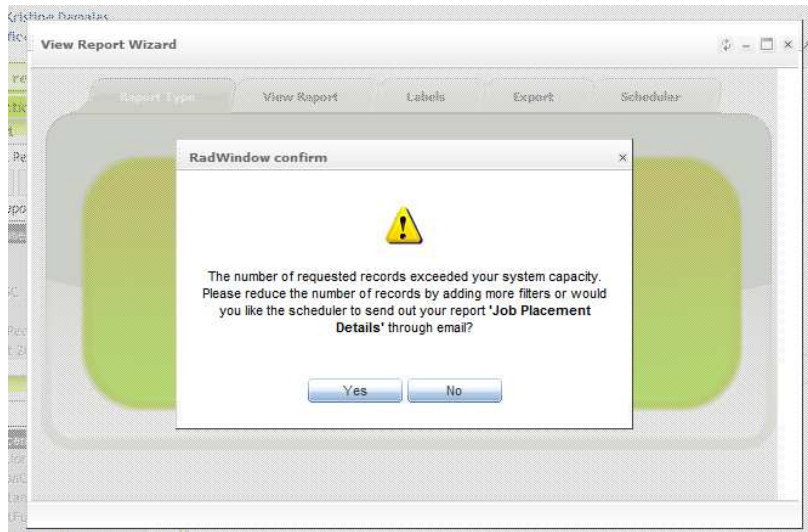 Kristine Damalas
View Report Wizard
Report Type View Report Labels Export Scheduler
RadWindow confirm
The number of requested records exceeded your system capacity.
Please reduce the number of records by adding more filters or would
you like the scheduler to send out your report 'Job Placement
Details' through email?
Yes No